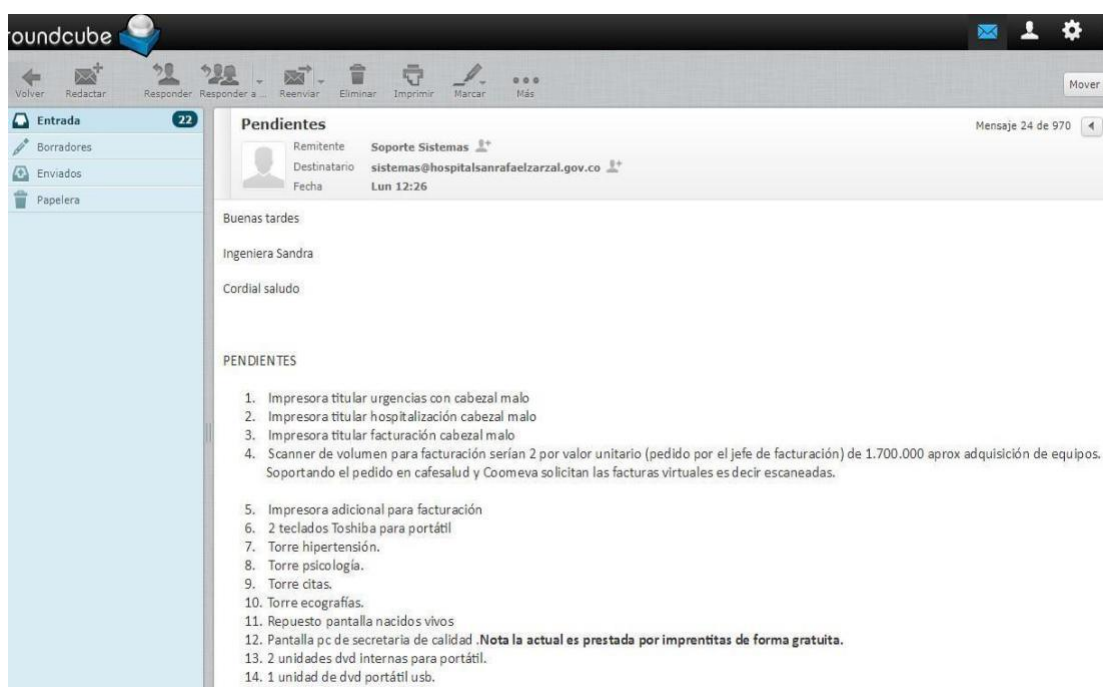 oundcube
Volver Redactar Responder Responder a ... Reenviar Eliminar Imprimir Marcar Más Mover
Entrada 22
Borradores
Enviados
Papelera
Pendientes
Mensaje 24 de 970
Remitente Soporte Sistemas
Destinatario sistemas@hospitalsanrafaelzarzal.gov.co
Fecha Lun 12:26
Buenas tardes
Ingeniera Sandra
Cordial saludo
PENDIENTES
1. Impresora titular urgencias con cabezal malo
2. Impresora titular hospitalización cabezal malo
3. Impresora titular facturación cabezal malo
4. Scanner de volumen para facturación serían 2 por valor unitario (pedido por el jefe de facturación) de 1.700.000 aprox adquisición de equipos.
Soportando el pedido en cafesalud y Coomeva solicitan las facturas virtuales es decir escaneadas.
5. Impresora adicional para facturación
6. 2 teclados Toshiba para portátil
7. Torre hipertensión.
8. Torre psicología.
9. Torre citas.
10. Torre ecografías.
11. Repuesto pantalla nacidos vivos
12. Pantalla pc de secretaria de calidad .Nota la actual es prestada por imprentitas de forma gratuita.
13. 2 unidades dvd internas para portátil.
14. 1 unidad de dvd portátil usb.